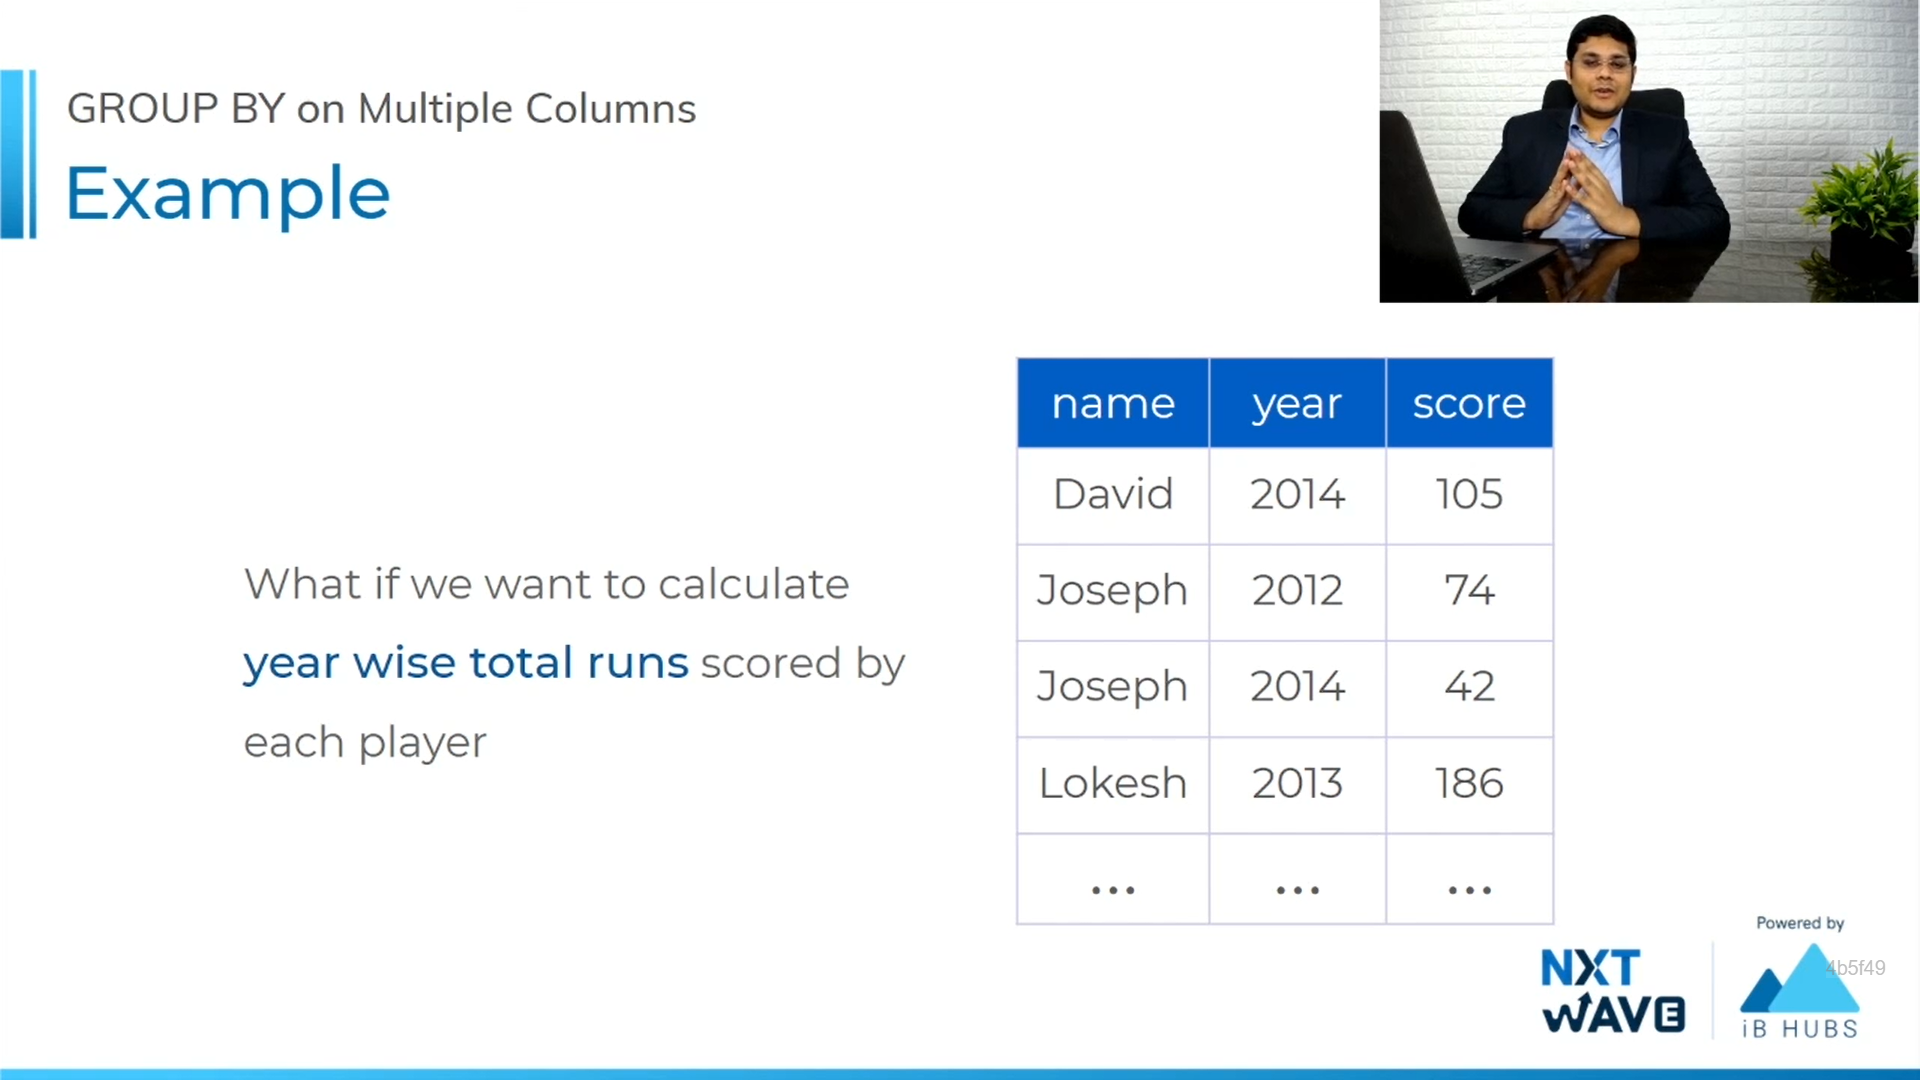 GROUP BY on Multiple Columns
Example
What if we want to calculate
year wise total runs scored by
each player
name year score
David 2014 105
Joseph 2012 74
Joseph 2014 42
Lokesh 2013 186
... ... ...
Powered by
NXT
WAVE
iB HUBS
4b5f49